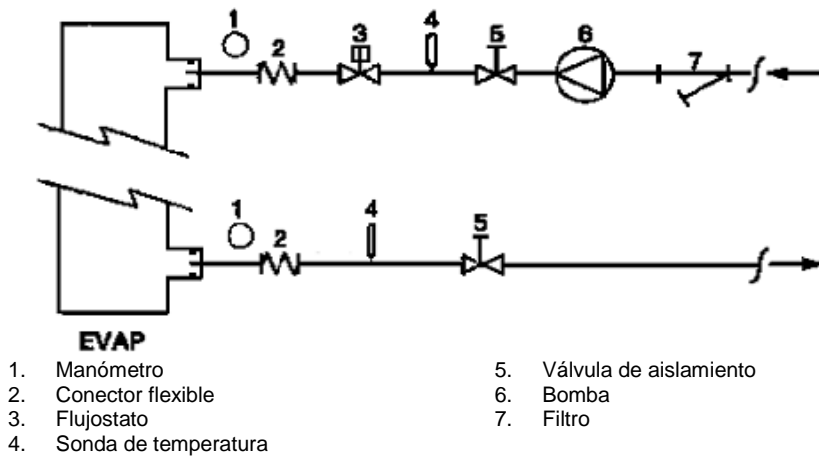 1 2 3 4 5 6 7
1 2 4 5
EVAP
1. Manómetro
2. Conector flexible
3. Flujostato
4. Sonda de temperatura
5. Válvula de aislamiento
6. Bomba
7. Filtro